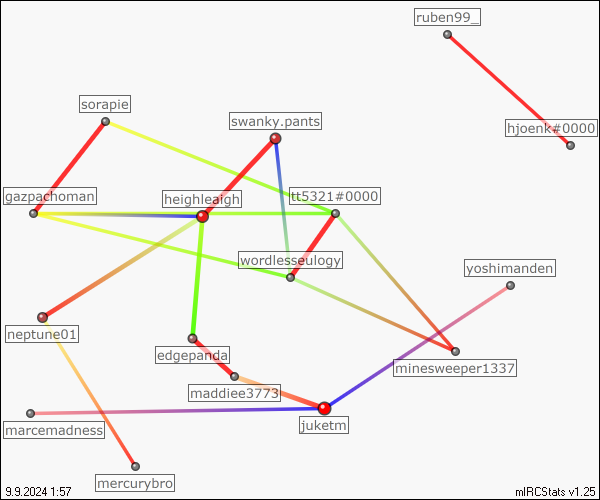 ruben99_
sorapie
swanky.pants
hjoenk#0000
gazpachoman
heighleaigh
tt5321#0000
wordlesseulogy
yoshimanden
neptune01
edgepanda
minesweeper1337
maddiee3773
marcemadness
juketm
mercurybro
9.9.2024 1:57
mIRCStats v1.25